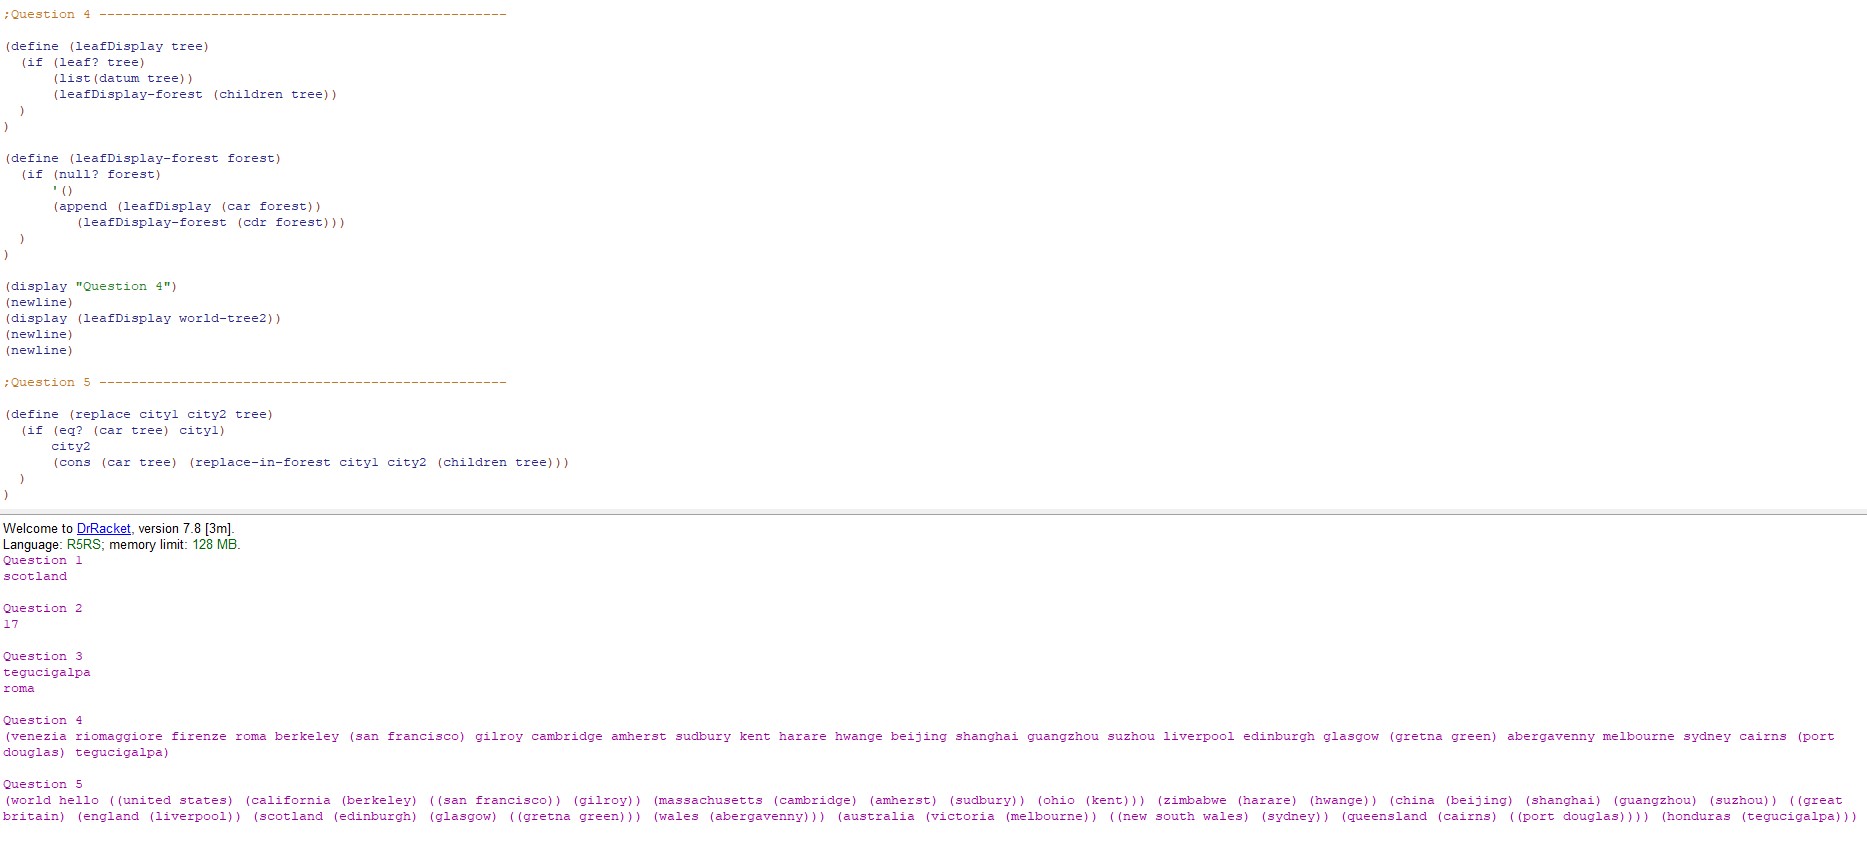 ;Question 4 ---------------------------------------------------
(define (leafDisplay tree)
  (if (leaf? tree)
      (list(datum tree))
      (leafDisplay-forest (children tree))
  )
)
(define (leafDisplay-forest forest)
  (if (null? forest)
      '()
      (append (leafDisplay (car forest))
         (leafDisplay-forest (cdr forest)))
  )
)
(display "Question 4")
(newline)
(display (leafDisplay world-tree2))
(newline)
(newline)
;Question 5 ---------------------------------------------------
(define (replace city1 city2 tree)
  (if (eq? (car tree) city1)
      city2
      (cons (car tree) (replace-in-forest city1 city2 (children tree)))
  )
)
Welcome to DrRacket, version 7.8 [3m].
Language: R5RS; memory limit: 128 MB.
Question 1
scotland
Question 2
17
Question 3
tegucigalpa
roma
Question 4
(venezia riomaggiore firenze roma berkeley (san francisco) gilroy cambridge amherst sudbury kent harare hwange beijing shanghai guangzhou suzhou liverpool edinburgh glasgow (gretna green) abergavenny melbourne sydney cairns (port
douglas) tegucigalpa)
Question 5
(world hello ((united states) (california (berkeley) ((san francisco)) (gilroy)) (massachusetts (cambridge) (amherst) (sudbury)) (ohio (kent))) (zimbabwe (harare) (hwange)) (china (beijing) (shanghai) (guangzhou) (suzhou)) ((great
britain) (england (liverpool)) (scotland (edinburgh) (glasgow) ((gretna green))) (wales (abergavenny))) (australia (victoria (melbourne)) ((new south wales) (sydney)) (queensland (cairns) ((port douglas)))) (honduras (tegucigalpa)))